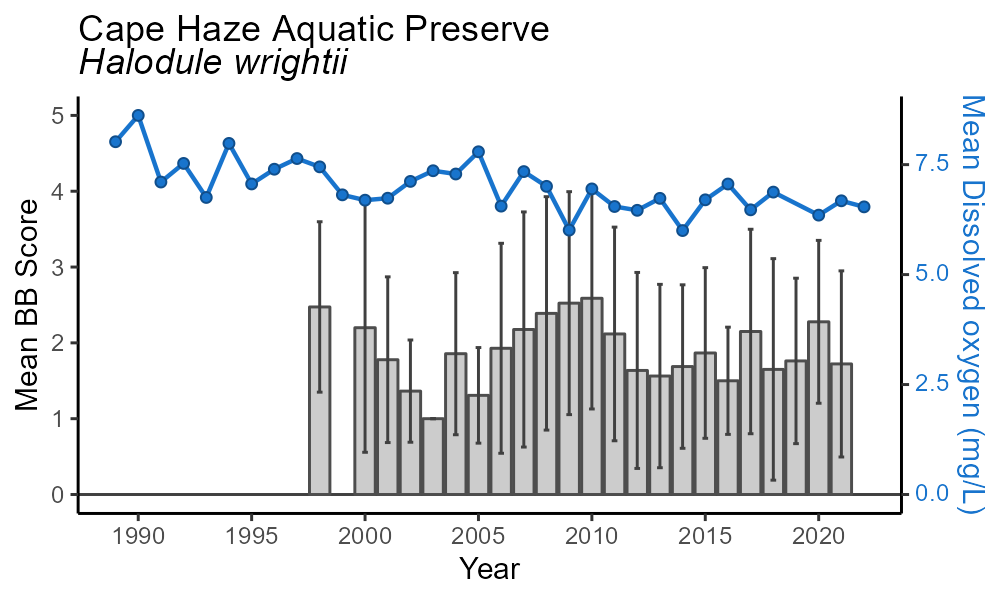 Cape Haze Aquatic Preserve
Halodule wrightii
5
4
3
2
1
0
Mean BB Score
7.5
5.0
2.5
0.0
Mean Dissolved oxygen (mg/L)
1990 1995 2000 2005 2010 2015 2020
Year